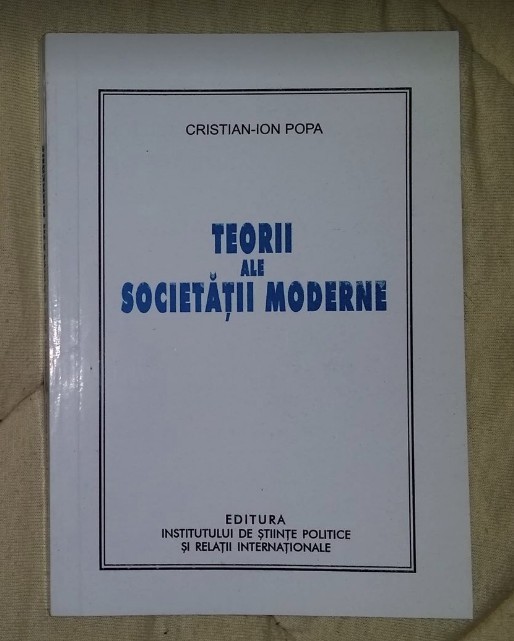 CRISTIAN-ION POPA
TEORII
ALE
SOCIETĂȚII MODERNE
EDITURA
INSTITUTULUI DE ȘTIINȚE POLITICE
ȘI RELAȚII INTERNAȚIONALE